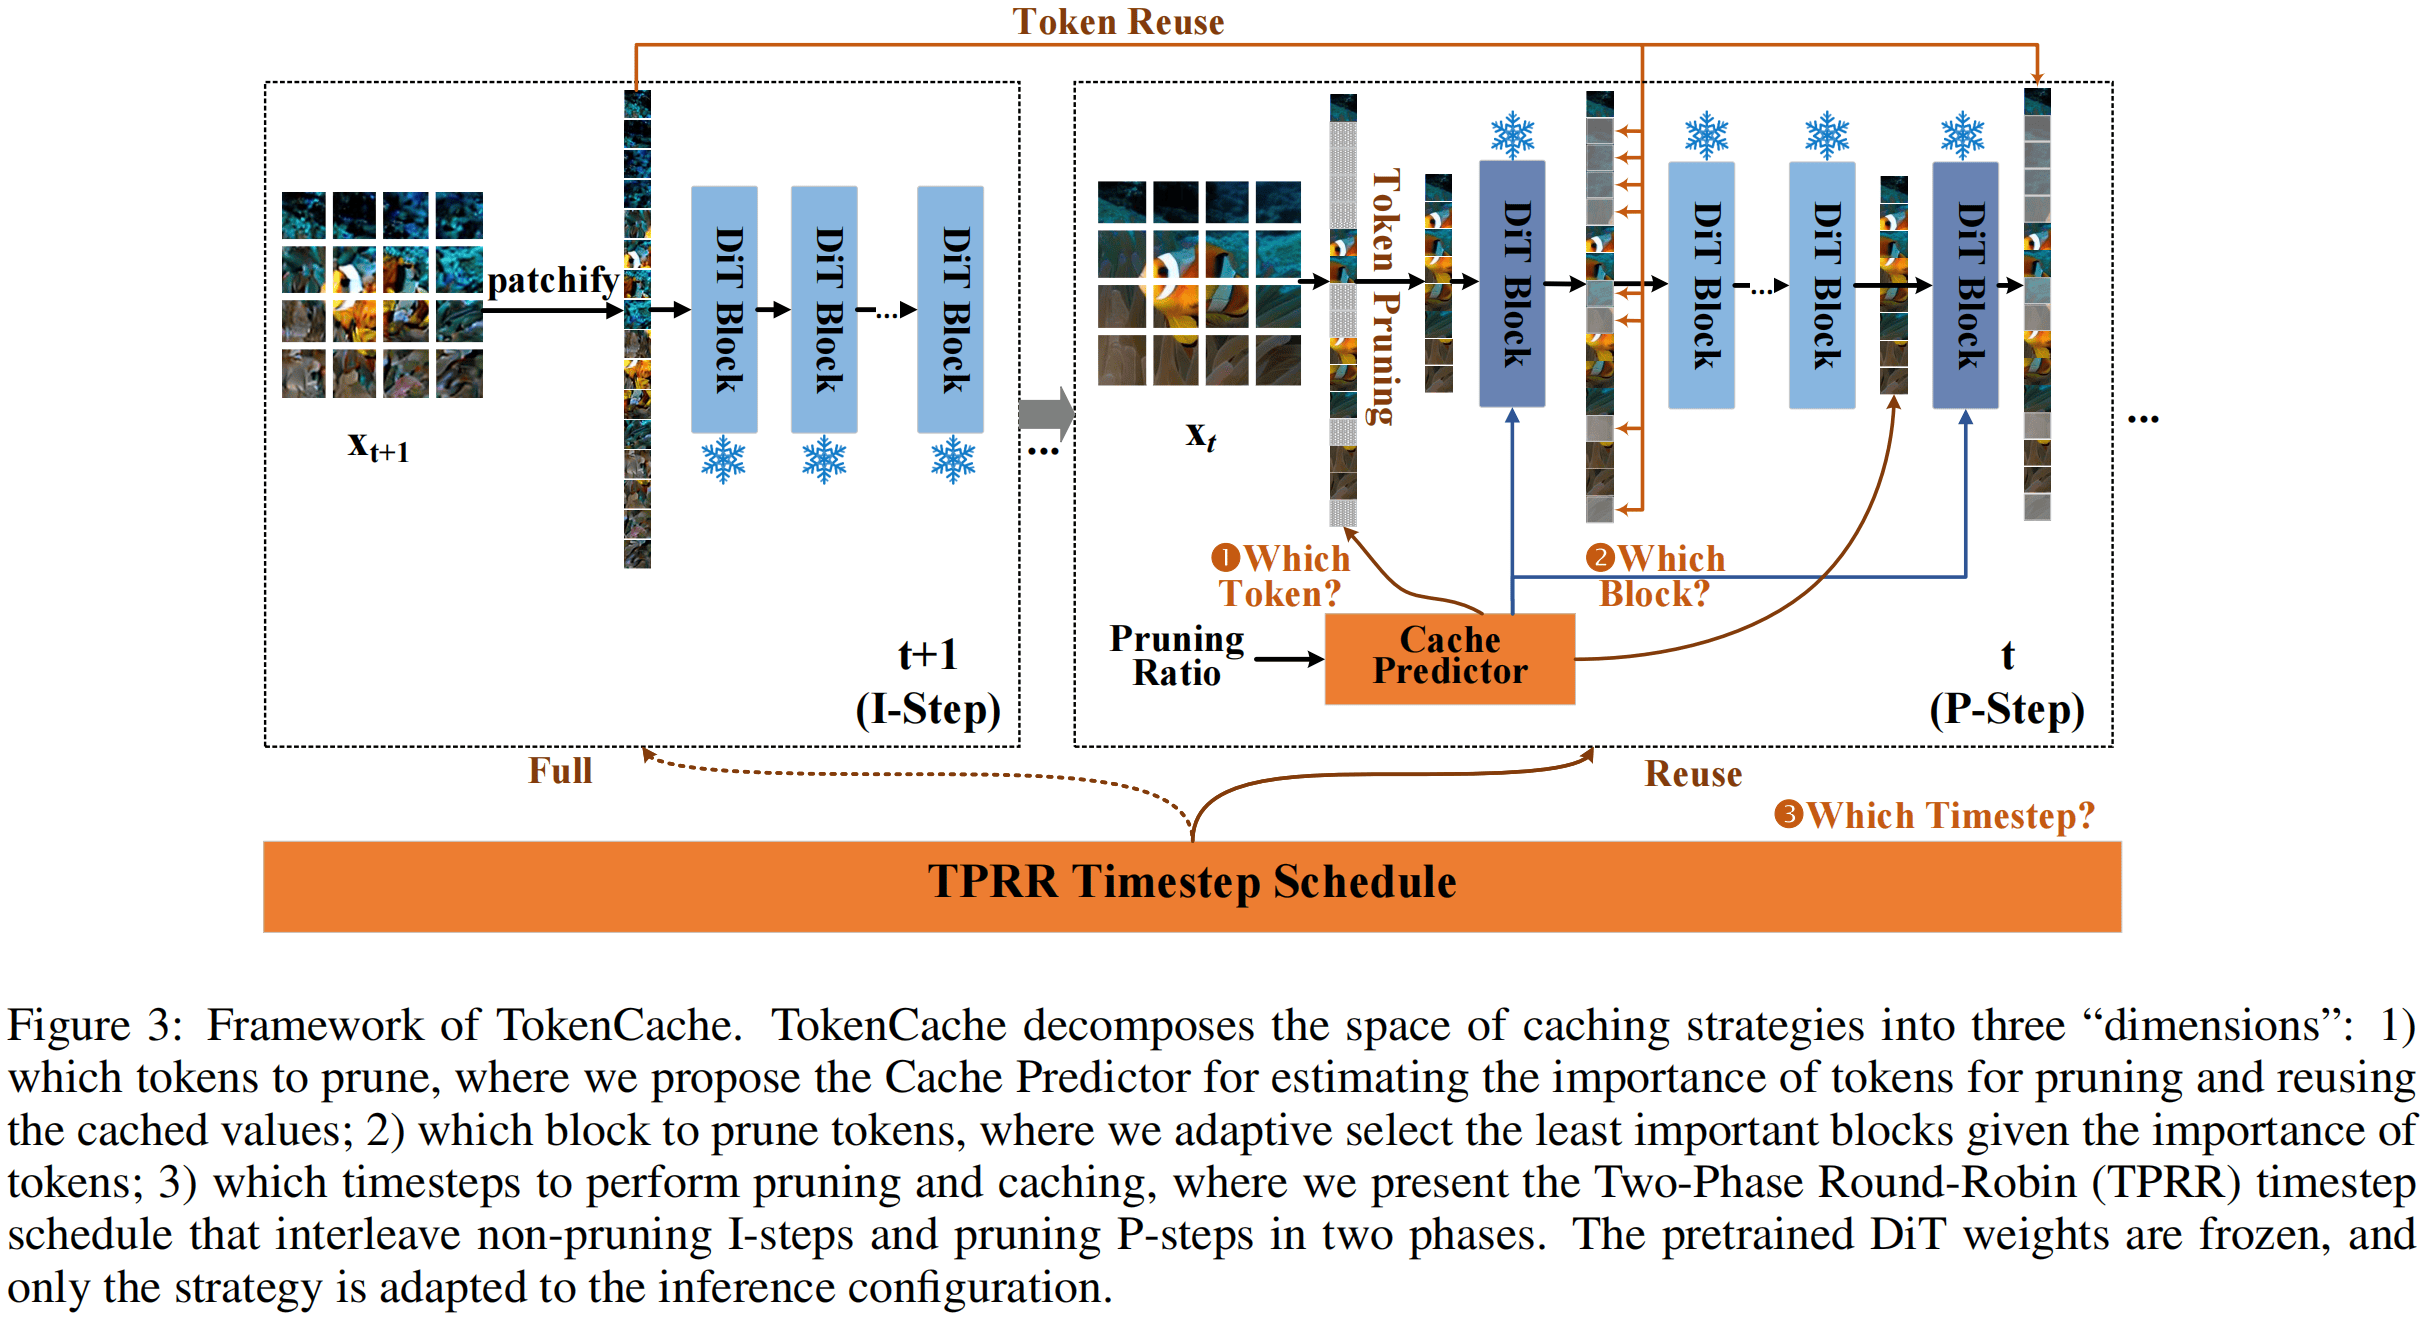 Token Reuse
patchify
x_{t+1}
DiT Block
DiT Block
...
DiT Block
t+1
(I-Step)
Full
...
x_t
Token Pruning
DiT Block
DiT Block
...
DiT Block
DiT Block
❶Which
Token?
❷Which
Block?
Pruning
Ratio
Cache
Predictor
t
(P-Step)
...
Reuse
❸Which Timestep?
TPRR Timestep Schedule
Figure 3: Framework of TokenCache. TokenCache decomposes the space of caching strategies into three “dimensions”: 1)
which tokens to prune, where we propose the Cache Predictor for estimating the importance of tokens for pruning and reusing
the cached values; 2) which block to prune tokens, where we adaptive select the least important blocks given the importance of
tokens; 3) which timesteps to perform pruning and caching, where we present the Two-Phase Round-Robin (TPRR) timestep
schedule that interleave non-pruning I-steps and pruning P-steps in two phases. The pretrained DiT weights are frozen, and
only the strategy is adapted to the inference configuration.